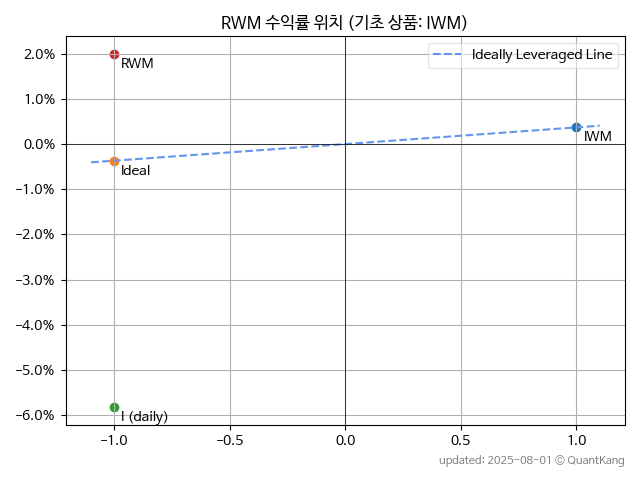 RWM 수익률 위치 (기초 상품: IWM)
2.0%
1.0%
0.0%
−1.0%
−2.0%
−3.0%
−4.0%
−5.0%
−6.0%
Ideally Leveraged Line
RWM
IWM
Ideal
I (daily)
−1.0
−0.5
0.0
0.5
1.0
updated: 2025-08-01 © QuantKang